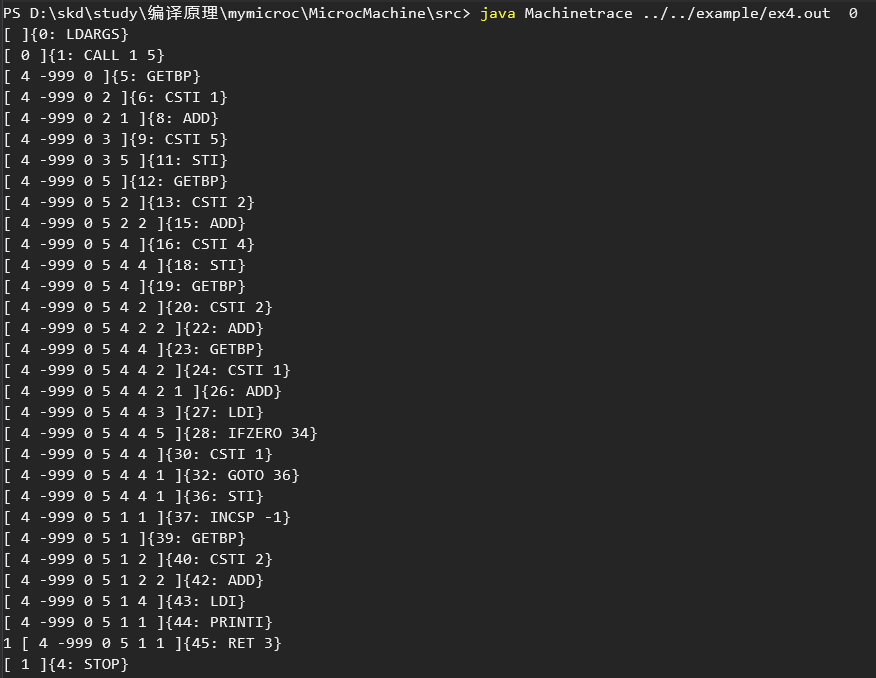 PS D:\skd\study\编译原理\mymicroc\MicrocMachine\src> java Machinetrace ../../example/ex4.out  0
[ ]{0: LDARGS}
[ 0 ]{1: CALL 1 5}
[ 4 -999 0 ]{5: GETBP}
[ 4 -999 0 2 ]{6: CSTI 1}
[ 4 -999 0 2 1 ]{8: ADD}
[ 4 -999 0 3 ]{9: CSTI 5}
[ 4 -999 0 3 5 ]{11: STI}
[ 4 -999 0 5 ]{12: GETBP}
[ 4 -999 0 5 2 ]{13: CSTI 2}
[ 4 -999 0 5 2 2 ]{15: ADD}
[ 4 -999 0 5 4 ]{16: CSTI 4}
[ 4 -999 0 5 4 4 ]{18: STI}
[ 4 -999 0 5 4 ]{19: GETBP}
[ 4 -999 0 5 4 2 ]{20: CSTI 2}
[ 4 -999 0 5 4 2 2 ]{22: ADD}
[ 4 -999 0 5 4 4 ]{23: GETBP}
[ 4 -999 0 5 4 4 2 ]{24: CSTI 1}
[ 4 -999 0 5 4 4 2 1 ]{26: ADD}
[ 4 -999 0 5 4 4 3 ]{27: LDI}
[ 4 -999 0 5 4 4 5 ]{28: IFZERO 34}
[ 4 -999 0 5 4 4 ]{30: CSTI 1}
[ 4 -999 0 5 4 4 1 ]{32: GOTO 36}
[ 4 -999 0 5 4 4 1 ]{36: STI}
[ 4 -999 0 5 1 1 ]{37: INCSP -1}
[ 4 -999 0 5 1 ]{39: GETBP}
[ 4 -999 0 5 1 2 ]{40: CSTI 2}
[ 4 -999 0 5 1 2 2 ]{42: ADD}
[ 4 -999 0 5 1 4 ]{43: LDI}
[ 4 -999 0 5 1 1 ]{44: PRINTI}
1 [ 4 -999 0 5 1 1 ]{45: RET 3}
[ 1 ]{4: STOP}